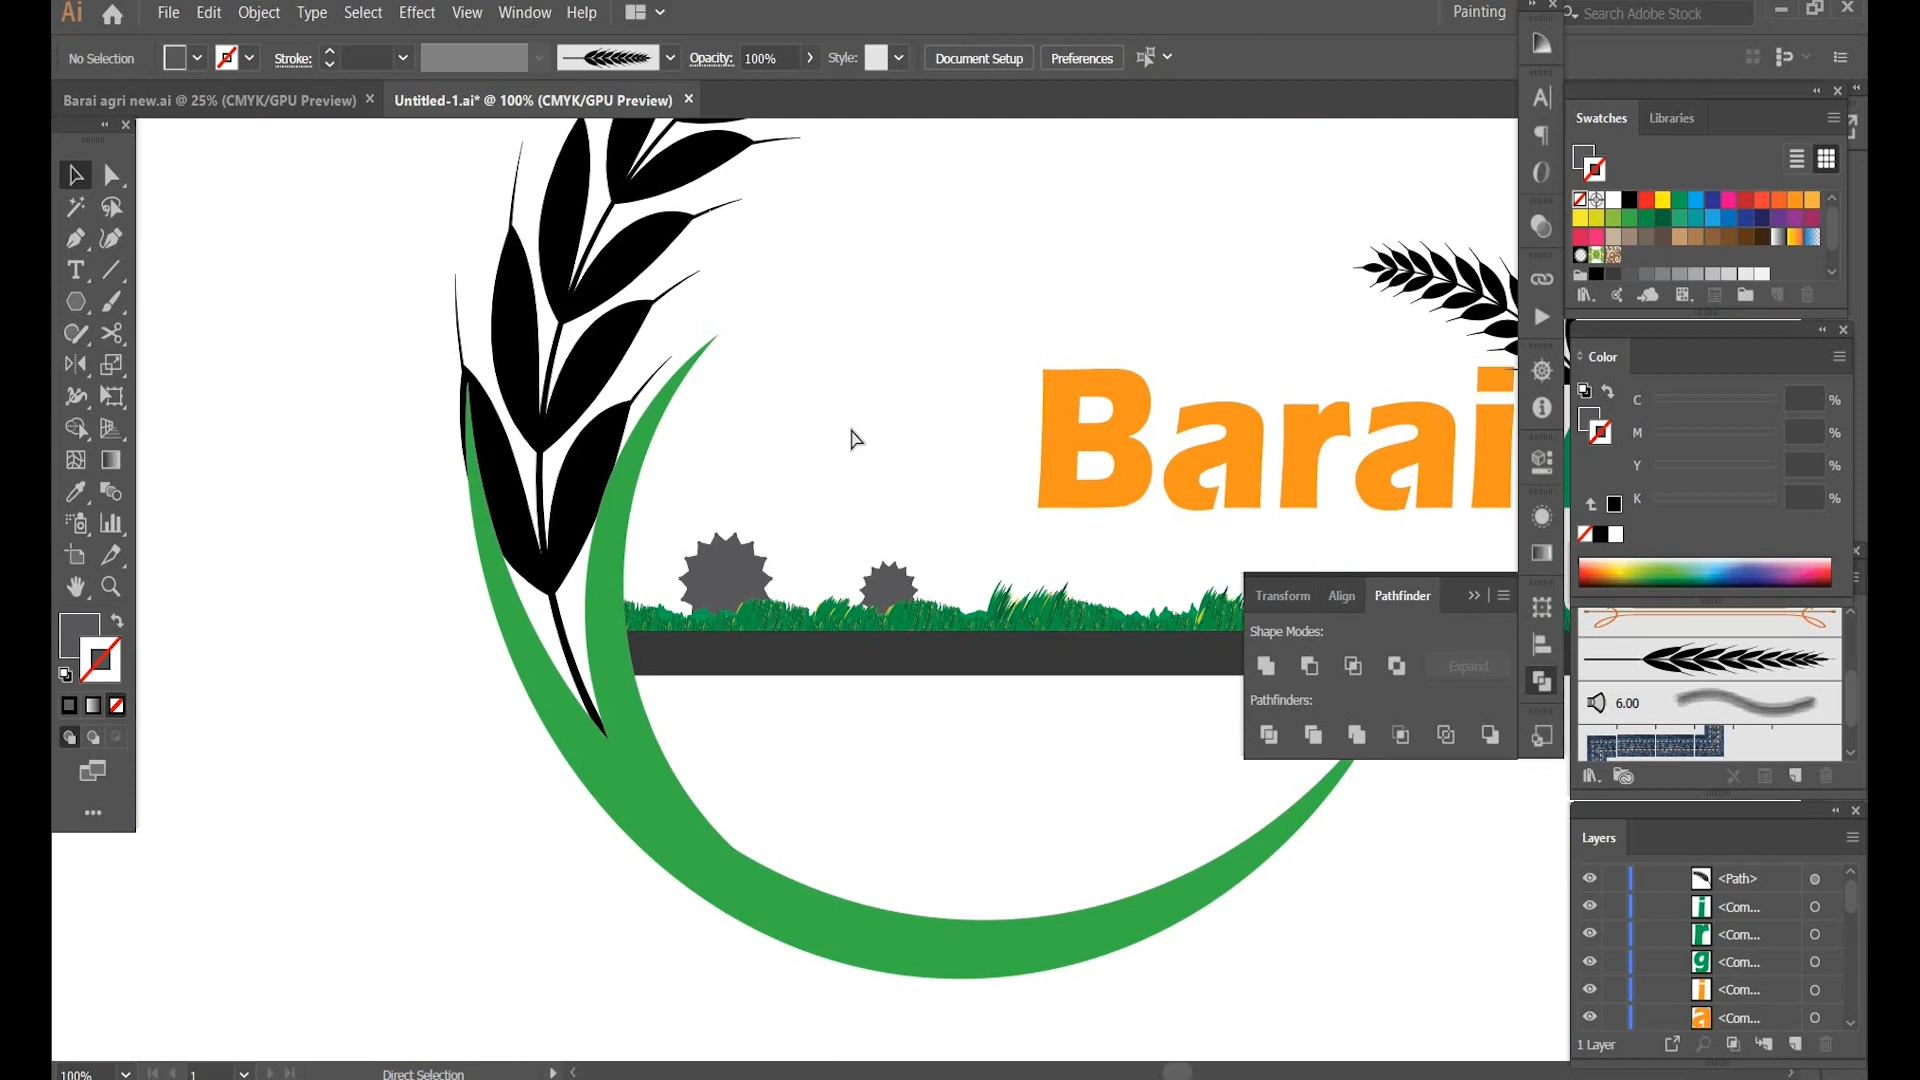 Ai File Edit Object Type Select Effect View Window Help Painting Search Adobe Stock
No Selection Stroke: Opacity: 100% Style: Document Setup Preferences
Barai agri new.ai @ 25% (CMYK/GPU Preview) Untitled-1.ai* @ 100% (CMYK/GPU Preview)
Swatches Libraries
Color
C %
M %
Y %
K %
Barai
Transform Align Pathfinder
Shape Modes:
Expand
Pathfinders:
6.00
Layers
<Path>
<Com...
<Com...
<Com...
<Com...
<Com...
1 Layer
100% 1 Direct Selection